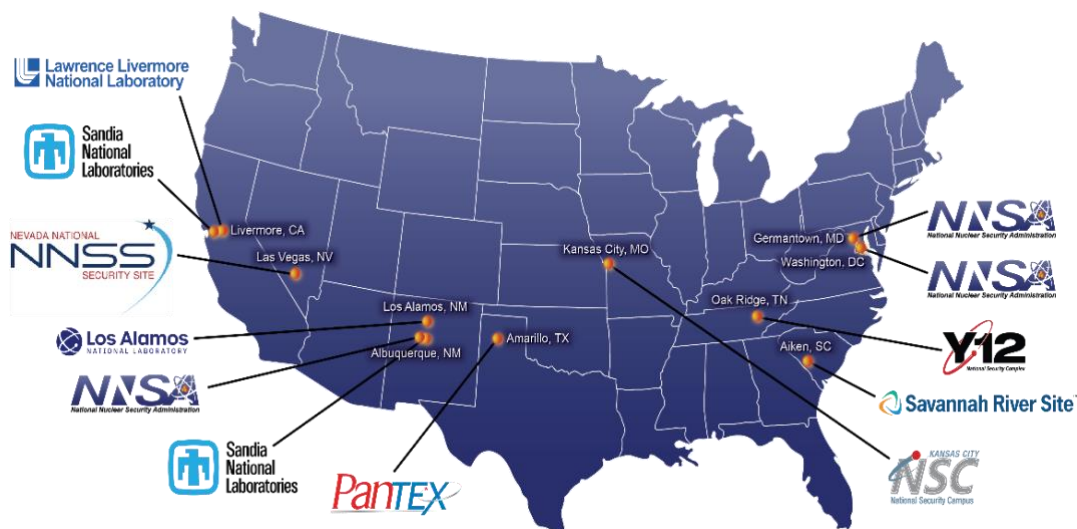 Lawrence Livermore
National Laboratory
Sandia
National
Laboratories
NEVADA NATIONAL
NNSS
SECURITY SITE
Livermore, CA
Las Vegas, NV
Los Alamos, NM
Los Alamos
NATIONAL LABORATORY
Albuquerque, NM
NNSA
National Nuclear Security Administration
Sandia
National
Laboratories
PanTEX
Amarillo, TX
Kansas City, MO
Germantown, MD
NNSA
National Nuclear Security Administration
Washington, DC
NNSA
National Nuclear Security Administration
Oak Ridge, TN
Y12
National Security Complex
Aiken, SC
Savannah River Site™
KANSAS CITY
NSC
National Security Campus